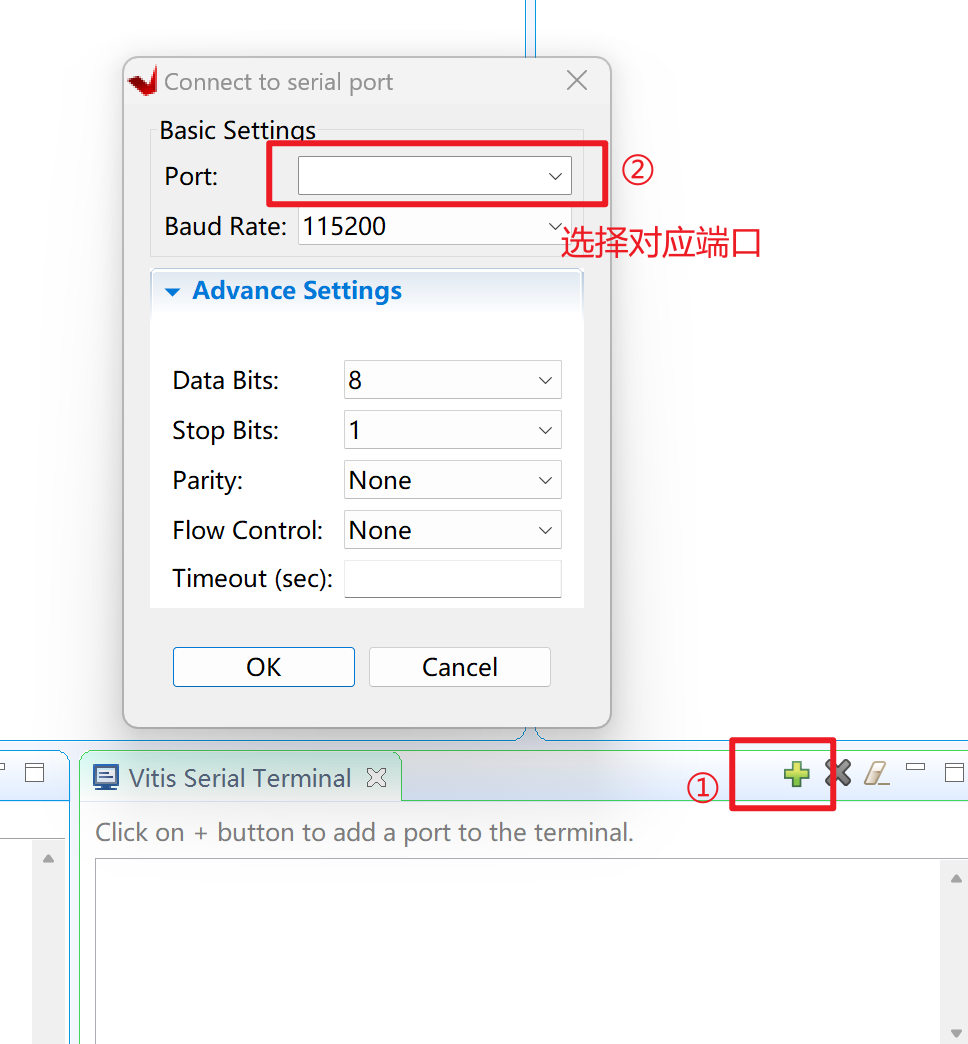 Connect to serial port
Basic Settings
Port:
②
Baud Rate: 115200
选择对应端口
Advance Settings
Data Bits: 8
Stop Bits: 1
Parity: None
Flow Control: None
Timeout (sec):
OK Cancel
Vitis Serial Terminal
①
Click on + button to add a port to the terminal.